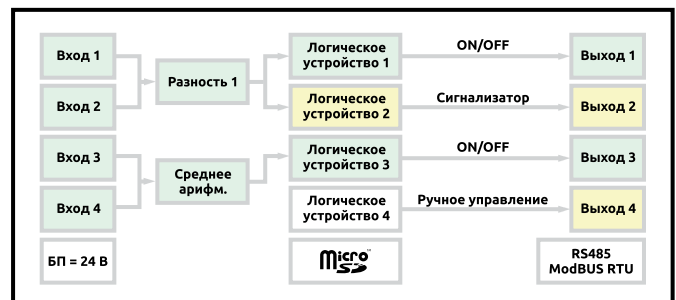 Вход 1
Вход 2
Вход 3
Вход 4
БП = 24 В
Разность 1
Среднее
арифм.
Логическое
устройство 1
Логическое
устройство 2
Логическое
устройство 3
Логическое
устройство 4
Micro
SD
ON/OFF
Сигнализатор
ON/OFF
Ручное управление
Выход 1
Выход 2
Выход 3
Выход 4
RS485
ModBUS RTU